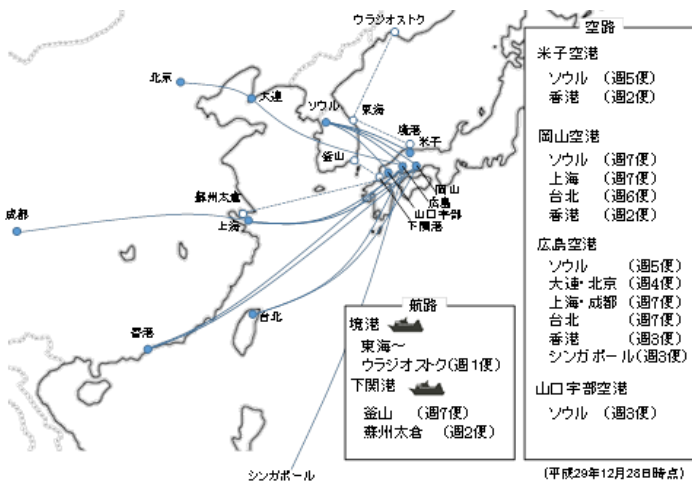 ウラジオストク
北京
大連
ソウル
東海
境港
米子
釜山
岡山
広島
山口宇部
下関港
蘇州太倉
上海
成都
台北
香港
シンガポール
航路
境港
東海～
ウラジオストク(週1便)
下関港
釜山 (週7便)
蘇州太倉 (週2便)
空路
米子空港
ソウル (週5便)
香港 (週2便)
岡山空港
ソウル (週7便)
上海 (週7便)
台北 (週6便)
香港 (週2便)
広島空港
ソウル (週5便)
大連・北京 (週4便)
上海・成都 (週7便)
台北 (週7便)
香港 (週3便)
シンガポール(週3便)
山口宇部空港
ソウル (週3便)
(平成29年12月28日時点)